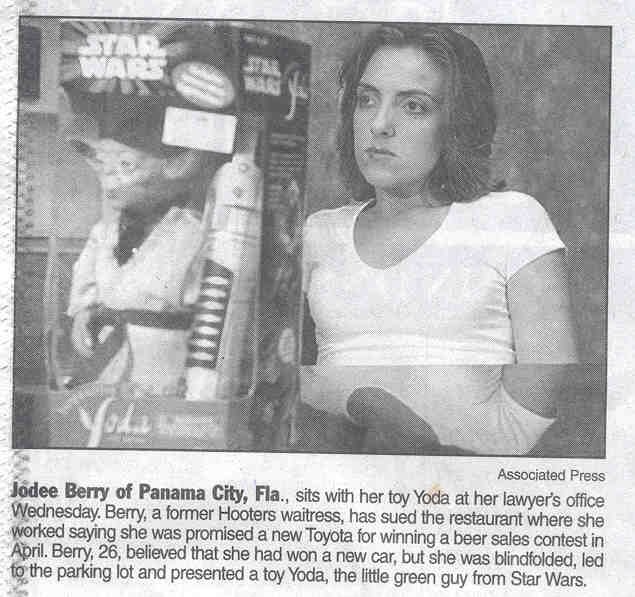 STAR
WARS
STAR
WARS
Yoda
Yoda
Associated Press
Jodee Berry of Panama City, Fla., sits with her toy Yoda at her lawyer's office
Wednesday. Berry, a former Hooters waitress, has sued the restaurant where she
worked saying she was promised a new Toyota for winning a beer sales contest in
April. Berry, 26, believed that she had won a new car, but she was blindfolded, led
to the parking lot and presented a toy Yoda, the little green guy from Star Wars.